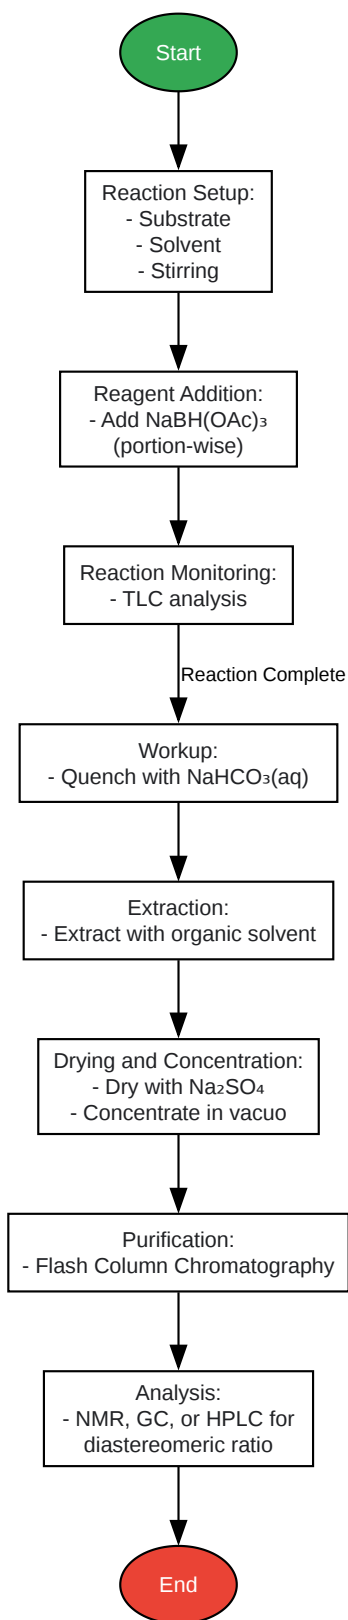 Start
Reaction Setup:
- Substrate
- Solvent
- Stirring
Reagent Addition:
- Add NaBH(OAc)₃
(portion-wise)
Reaction Monitoring:
- TLC analysis
Reaction Complete
Workup:
- Quench with NaHCO₃(aq)
Extraction:
- Extract with organic solvent
Drying and Concentration:
- Dry with Na₂SO₄
- Concentrate in vacuo
Purification:
- Flash Column Chromatography
Analysis:
- NMR, GC, or HPLC for
diastereomeric ratio
End